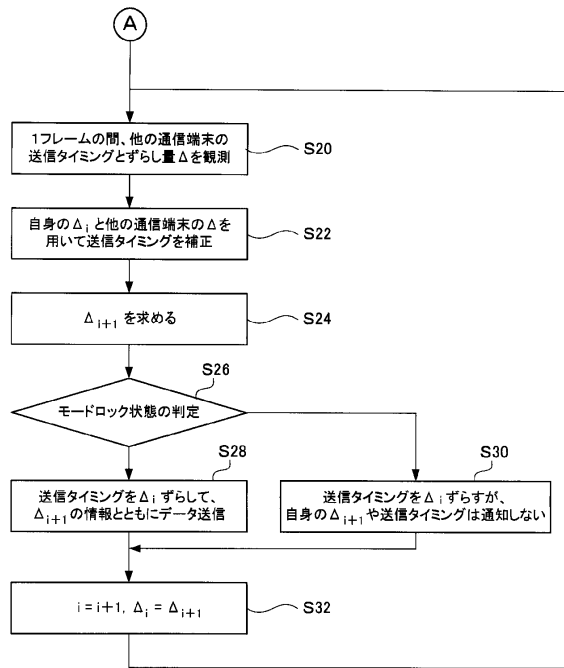 A
1フレームの間、他の通信端末の
送信タイミングとずらし量Δを観測
S20
自身のΔiと他の通信端末のΔを
用いて送信タイミングを補正
S22
Δi+1 を求める
S24
S26
モードロック状態の判定
S28
送信タイミングをΔiずらして、
Δi+1の情報とともにデータ送信
S30
送信タイミングをΔiずらすが、
自身のΔi+1や送信タイミングは通知しない
i = i+1, Δi = Δi+1
S32